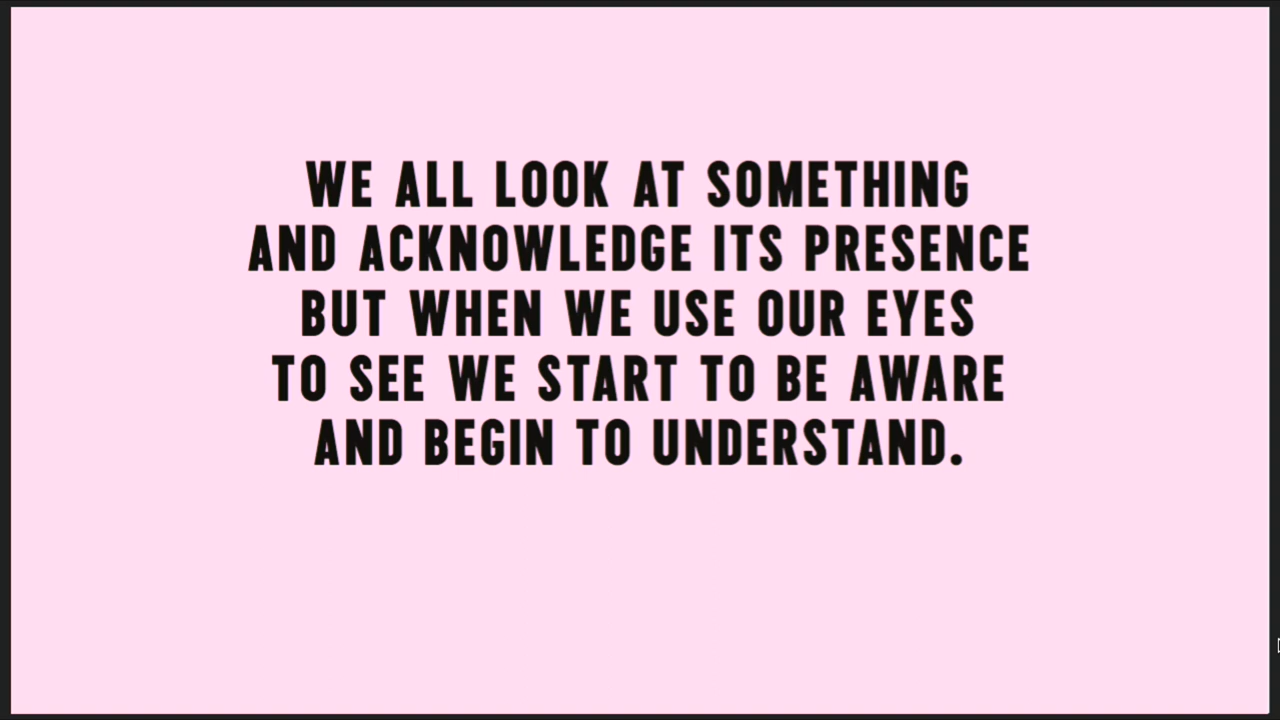 WE ALL LOOK AT SOMETHING
AND ACKNOWLEDGE ITS PRESENCE
BUT WHEN WE USE OUR EYES
TO SEE WE START TO BE AWARE
AND BEGIN TO UNDERSTAND.